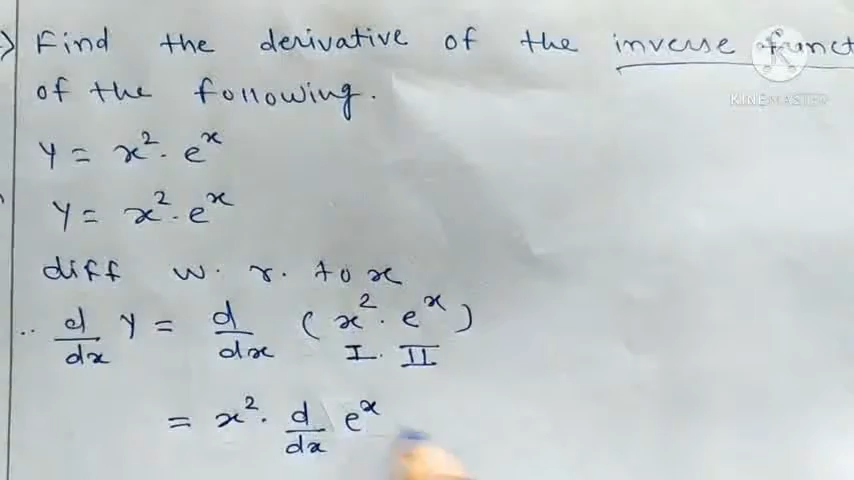 Find the derivative of the inverse funct
of the following.
KINEMASTER
y = x². eˣ
y = x². eˣ
diff w. r. to x
∴ d/dx y = d/dx (x². eˣ)
I. II
= x². d/dx eˣ